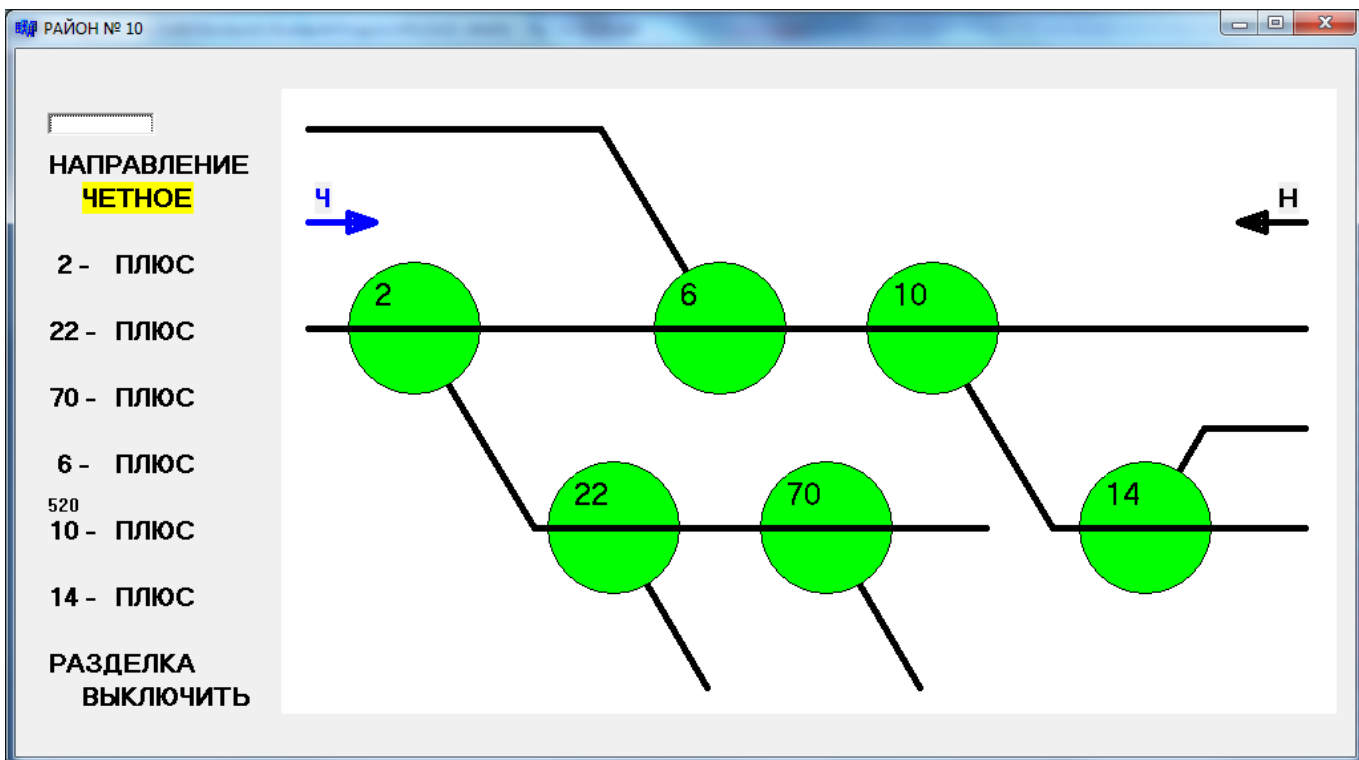 РАЙОН № 10
НАПРАВЛЕНИЕ
ЧЕТНОЕ
2 - ПЛЮС
22 - ПЛЮС
70 - ПЛЮС
6 - ПЛЮС
520
10 - ПЛЮС
14 - ПЛЮС
РАЗДЕЛКА
ВЫКЛЮЧИТЬ
Ч
Н
2
6
10
22
70
14